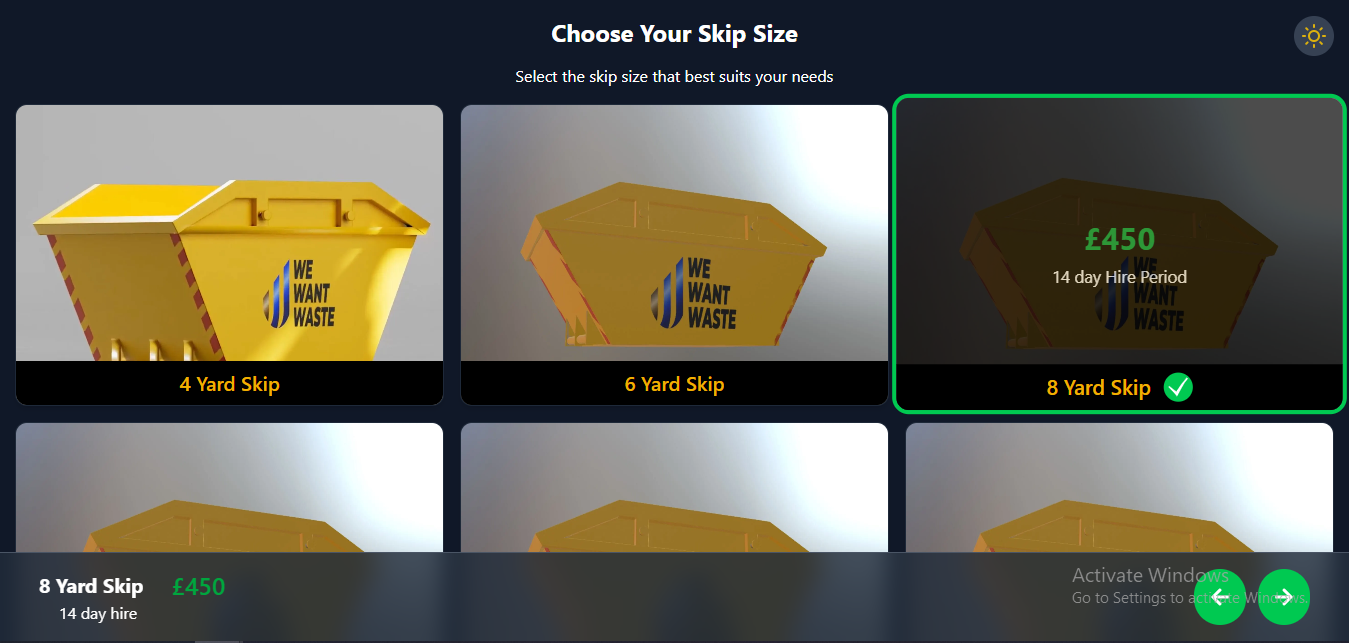 Choose Your Skip Size
Select the skip size that best suits your needs
WE
WANT
WASTE
4 Yard Skip
WE
WANT
WASTE
6 Yard Skip
£450
14 day Hire Period
WE
WANT
WASTE
8 Yard Skip
8 Yard Skip £450
14 day hire
Activate Windows
Go to Settings to activate Windows.